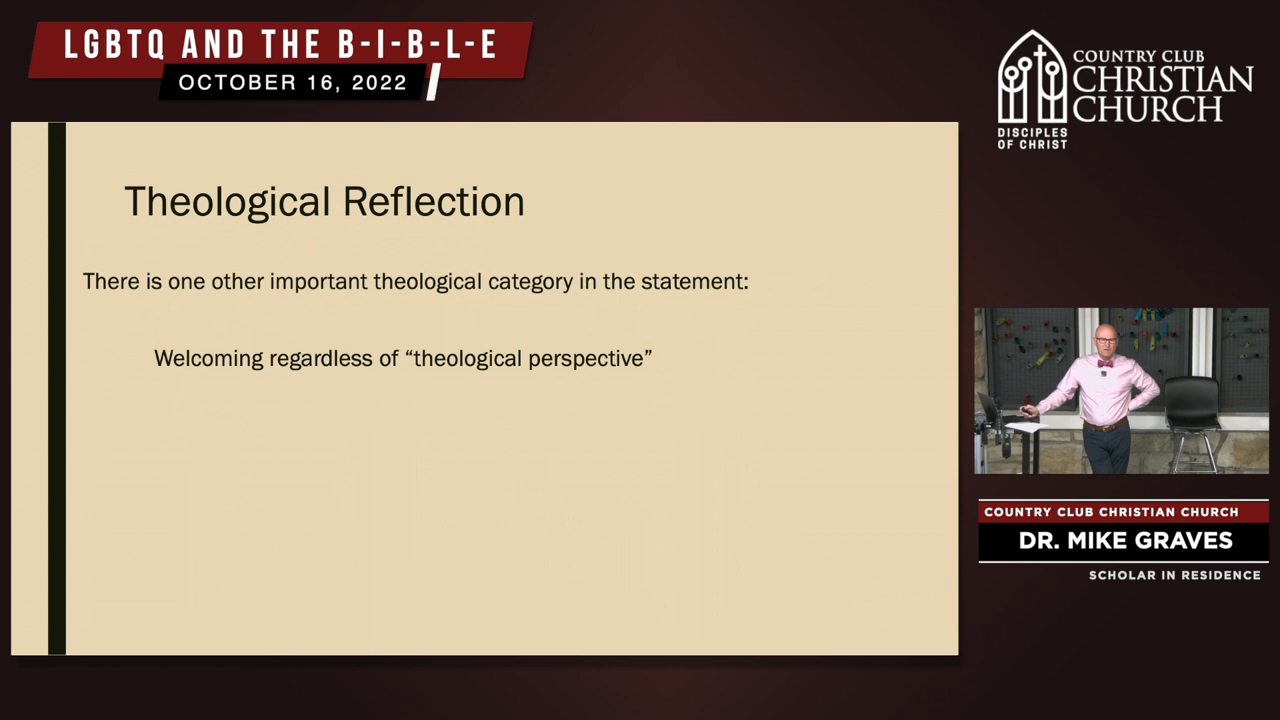 LGBTQ AND THE B-I-B-L-E
OCTOBER 16, 2022
COUNTRY CLUB
CHRISTIAN
CHURCH
DISCIPLES
OF CHRIST
Theological Reflection
There is one other important theological category in the statement:
Welcoming regardless of “theological perspective”
COUNTRY CLUB CHRISTIAN CHURCH
DR. MIKE GRAVES
SCHOLAR IN RESIDENCE